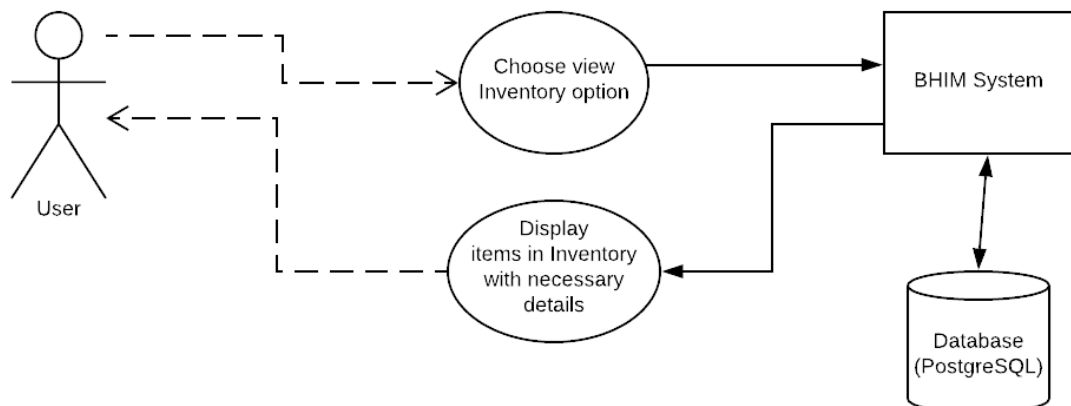 Choose view
Inventory option
BHIM System
User
Display
items in Inventory
with necessary
details
Database
(PostgreSQL)